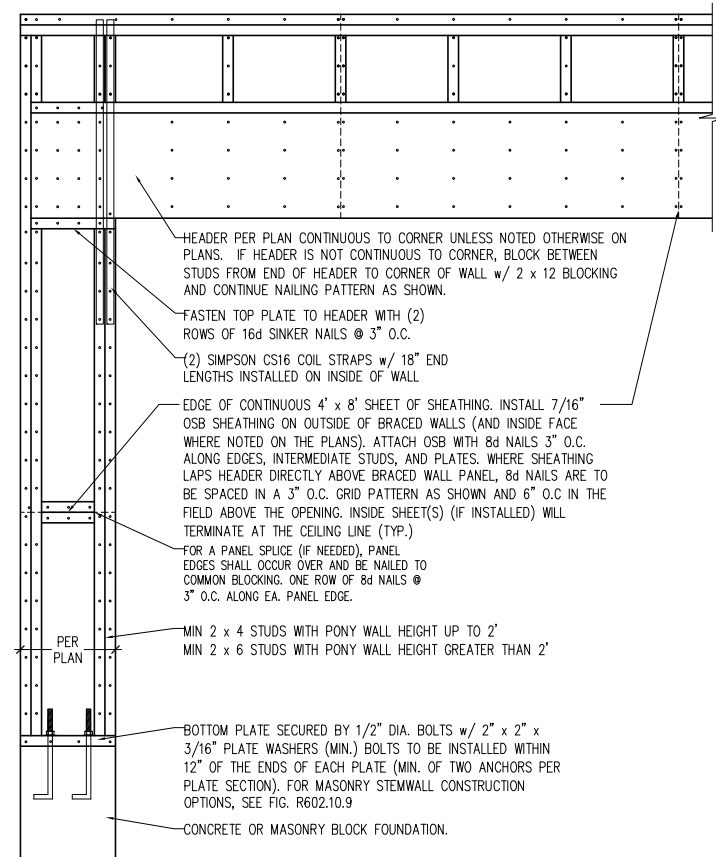 HEADER PER PLAN CONTINUOUS TO CORNER UNLESS NOTED OTHERWISE ON
PLANS. IF HEADER IS NOT CONTINUOUS TO CORNER, BLOCK BETWEEN
STUDS FROM END OF HEADER TO CORNER OF WALL w/ 2 x 12 BLOCKING
AND CONTINUE NAILING PATTERN AS SHOWN.
FASTEN TOP PLATE TO HEADER WITH (2)
ROWS OF 16d SINKER NAILS @ 3" O.C.
(2) SIMPSON CS16 COIL STRAPS w/ 18" END
LENGTHS INSTALLED ON INSIDE OF WALL
EDGE OF CONTINUOUS 4' x 8' SHEET OF SHEATHING. INSTALL 7/16"
OSB SHEATHING ON OUTSIDE OF BRACED WALLS (AND INSIDE FACE
WHERE NOTED ON THE PLANS). ATTACH OSB WITH 8d NAILS 3" O.C.
ALONG EDGES, INTERMEDIATE STUDS, AND PLATES. WHERE SHEATHING
LAPS HEADER DIRECTLY ABOVE BRACED WALL PANEL, 8d NAILS ARE TO
BE SPACED IN A 3" O.C. GRID PATTERN AS SHOWN AND 6" O.C IN THE
FIELD ABOVE THE OPENING. INSIDE SHEET(S) (IF INSTALLED) WILL
TERMINATE AT THE CEILING LINE (TYP.)
FOR A PANEL SPLICE (IF NEEDED), PANEL
EDGES SHALL OCCUR OVER AND BE NAILED TO
COMMON BLOCKING. ONE ROW OF 8d NAILS @
3" O.C. ALONG EA. PANEL EDGE.
PER
PLAN
MIN 2 x 4 STUDS WITH PONY WALL HEIGHT UP TO 2'
MIN 2 x 6 STUDS WITH PONY WALL HEIGHT GREATER THAN 2'
BOTTOM PLATE SECURED BY 1/2" DIA. BOLTS w/ 2" x 2" x
3/16" PLATE WASHERS (MIN.) BOLTS TO BE INSTALLED WITHIN
12" OF THE ENDS OF EACH PLATE (MIN. OF TWO ANCHORS PER
PLATE SECTION). FOR MASONRY STEMWALL CONSTRUCTION
OPTIONS, SEE FIG. R602.10.9
CONCRETE OR MASONRY BLOCK FOUNDATION.